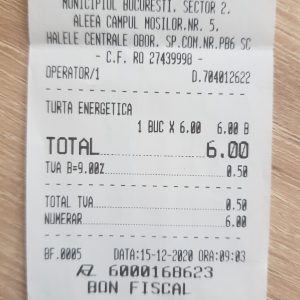 MUNICIPIUL BUCURESTI, SECTOR 2,
ALEEA CAMPUL MOSILOR,NR. 5,
HALELE CENTRALE OBOR, SP.COM.NR.PB6 SC
- C.F. RO 27439998 -
OPERATOR/1 D.704012622
TURTA ENERGETICA
1 BUC X 6.00 6.00 B
TOTAL 6.00
TVA B=9.00% 0.50
TOTAL TVA 0.50
NUMERAR 6.00
BF.0005 DATA:15-12-2020 ORA:09:03
6000168623
BON FISCAL